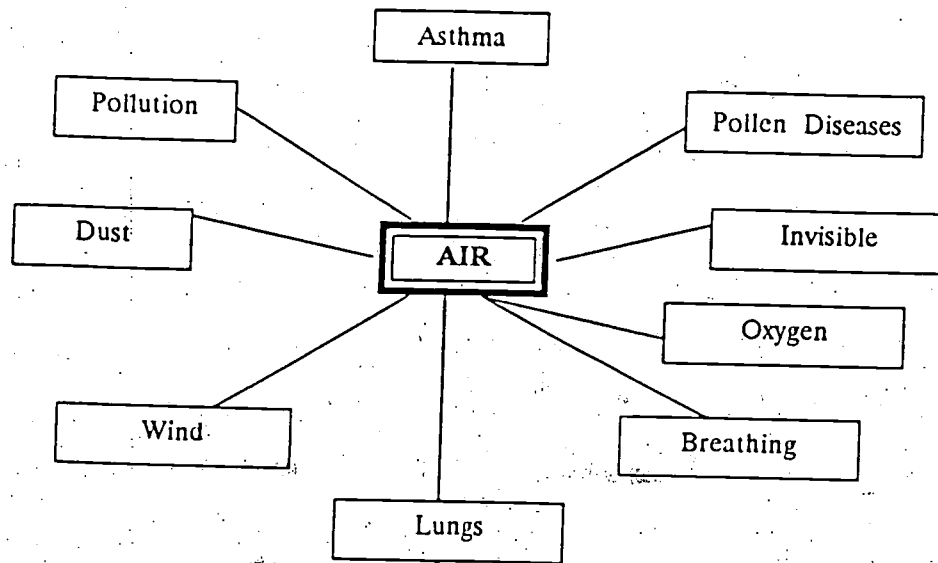 Asthma
Pollution
Pollen Diseases
Dust
AIR
Invisible
Oxygen
Wind
Breathing
Lungs